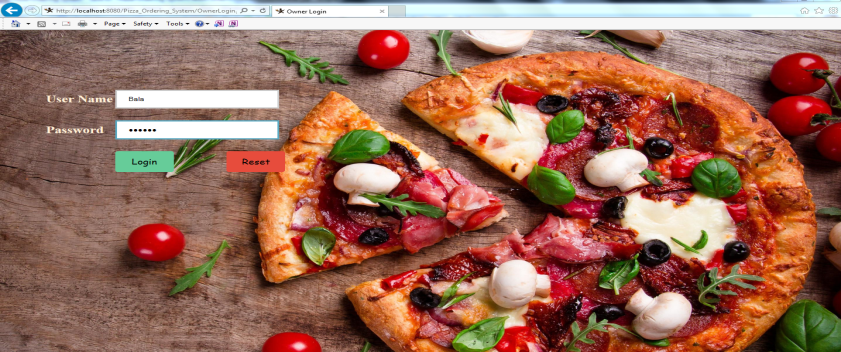 http://localhost:8080/Pizza_Ordering_System/OwnerLogin.
Owner Login
Page
Safety
Tools
User Name
Bala
Password
••••••
Login
Reset